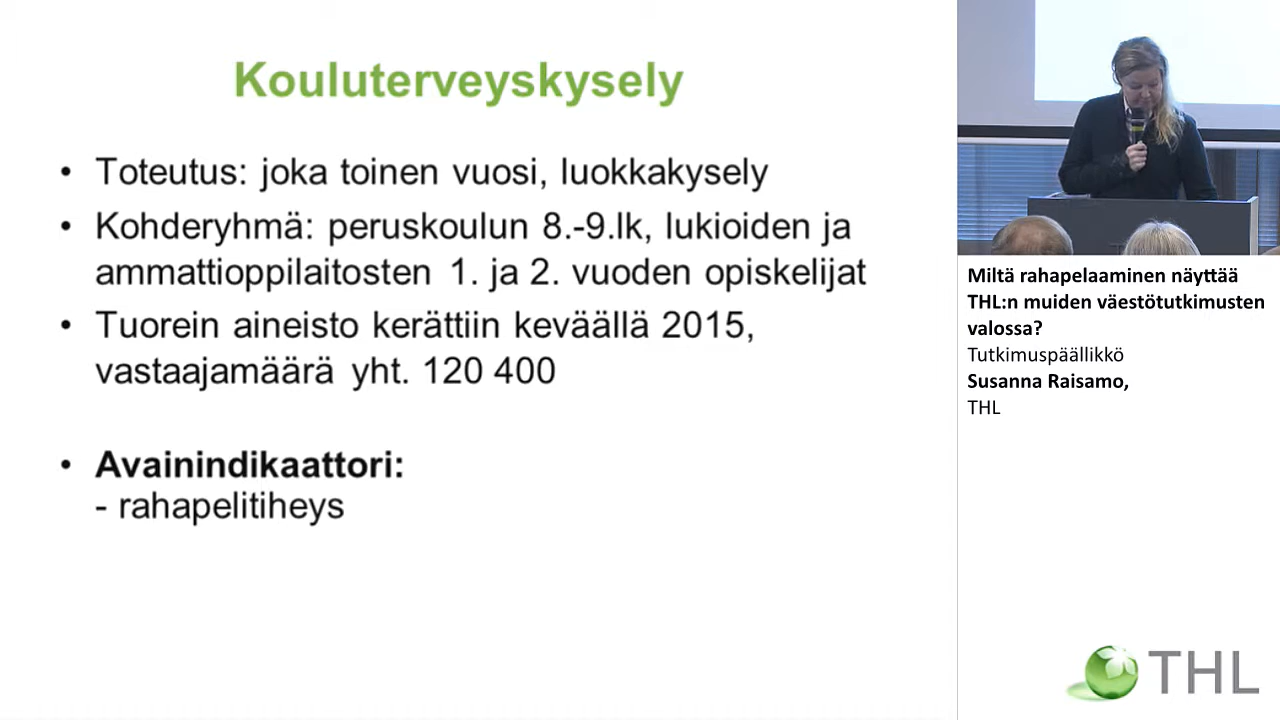 Kouluterveyskysely
• Toteutus: joka toinen vuosi, luokkakysely
• Kohderyhmä: peruskoulun 8.-9.lk, lukioiden ja
ammattioppilaitosten 1. ja 2. vuoden opiskelijat
• Tuorein aineisto kerättiin keväällä 2015,
vastaajamäärä yht. 120 400
• Avainindikaattori:
- rahapelitiheys
Miltä rahapelaaminen näyttää
THL:n muiden väestötutkimusten
valossa?
Tutkimuspäällikkö
Susanna Raisamo,
THL
THL